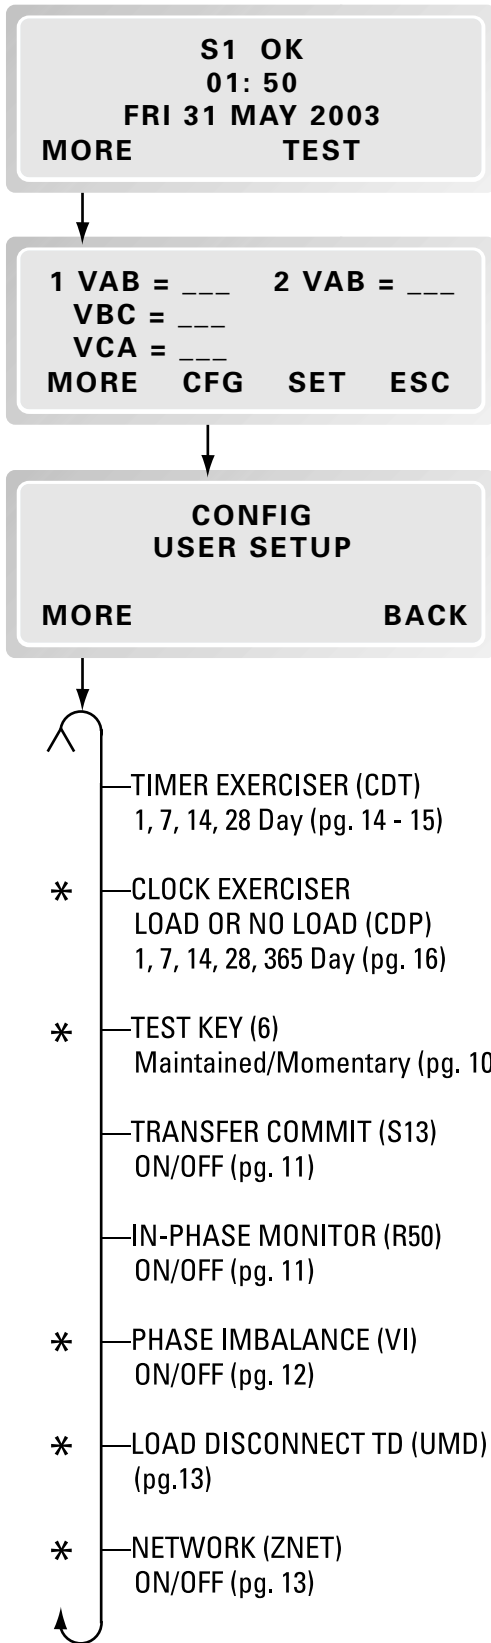 S1 OK
01: 50
FRI 31 MAY 2003
MORE TEST
1 VAB = ___ 2 VAB = ___
VBC = ___
VCA = ___
MORE CFG SET ESC
CONFIG
USER SETUP
MORE BACK
TIMER EXERCISER (CDT)
1, 7, 14, 28 Day (pg. 14 - 15)
* CLOCK EXERCISER
LOAD OR NO LOAD (CDP)
1, 7, 14, 28, 365 Day (pg. 16)
* TEST KEY (6)
Maintained/Momentary (pg. 10
TRANSFER COMMIT (S13)
ON/OFF (pg. 11)
IN-PHASE MONITOR (R50)
ON/OFF (pg. 11)
* PHASE IMBALANCE (VI)
ON/OFF (pg. 12)
* LOAD DISCONNECT TD (UMD)
(pg.13)
* NETWORK (ZNET)
ON/OFF (pg. 13)